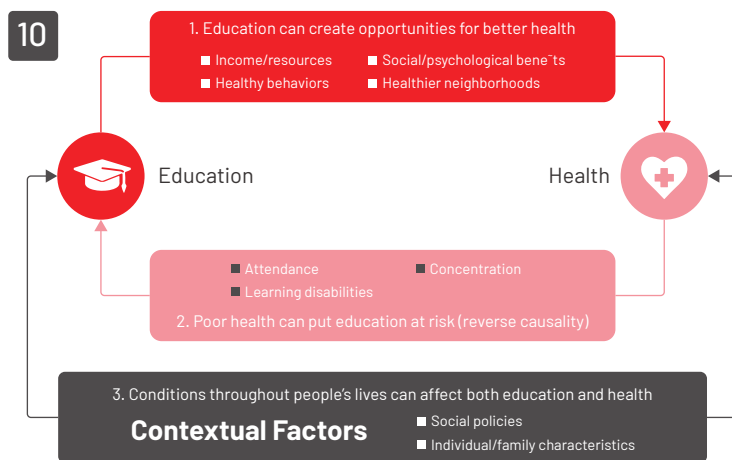 10
1. Education can create opportunities for better health
Income/resources
Social/psychological bene˜ts
Healthy behaviors
Healthier neighborhoods
Education
Health
Attendance
Concentration
Learning disabilities
2. Poor health can put education at risk (reverse causality)
3. Conditions throughout people's lives can affect both education and health
Contextual Factors
Social policies
Individual/family characteristics